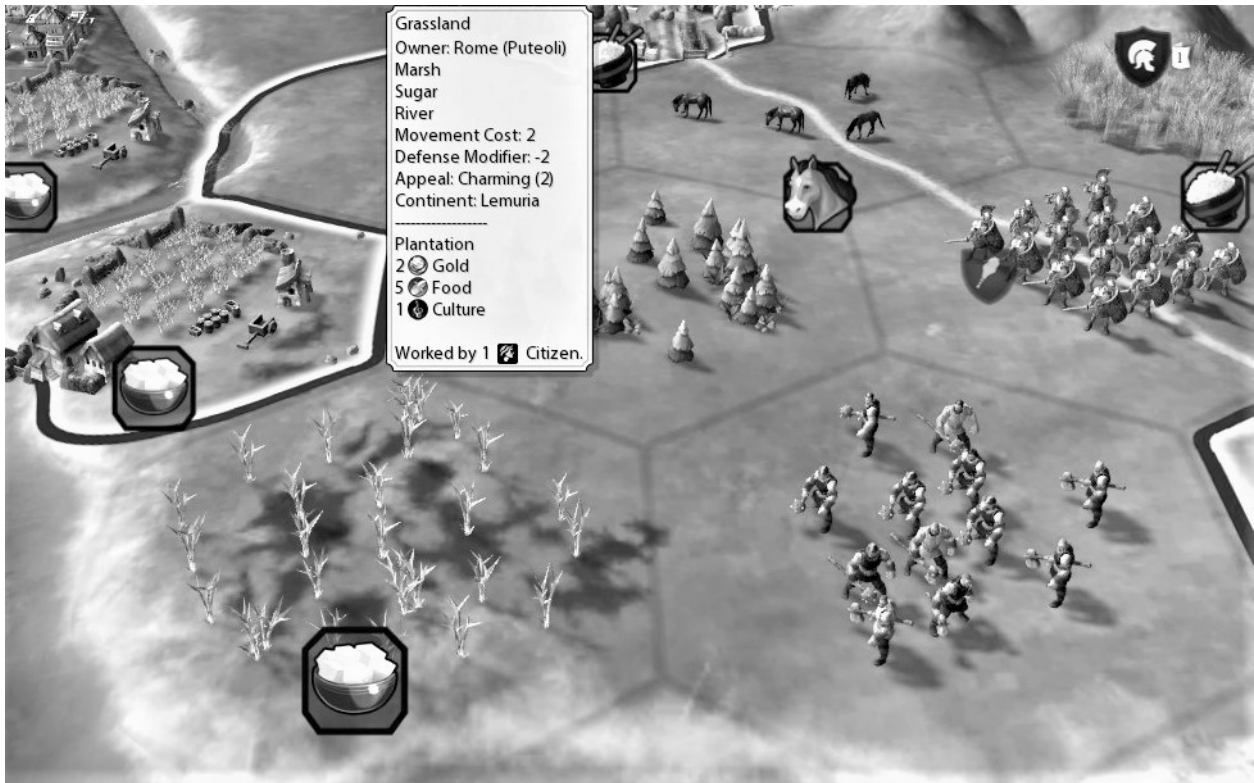 Grassland
Owner: Rome (Puteoli)
Marsh
Sugar
River
Movement Cost: 2
Defense Modifier: -2
Appeal: Charming (2)
Continent: Lemuria
------------------
Plantation
2 Gold
5 Food
1 Culture
Worked by 1 Citizen.
1